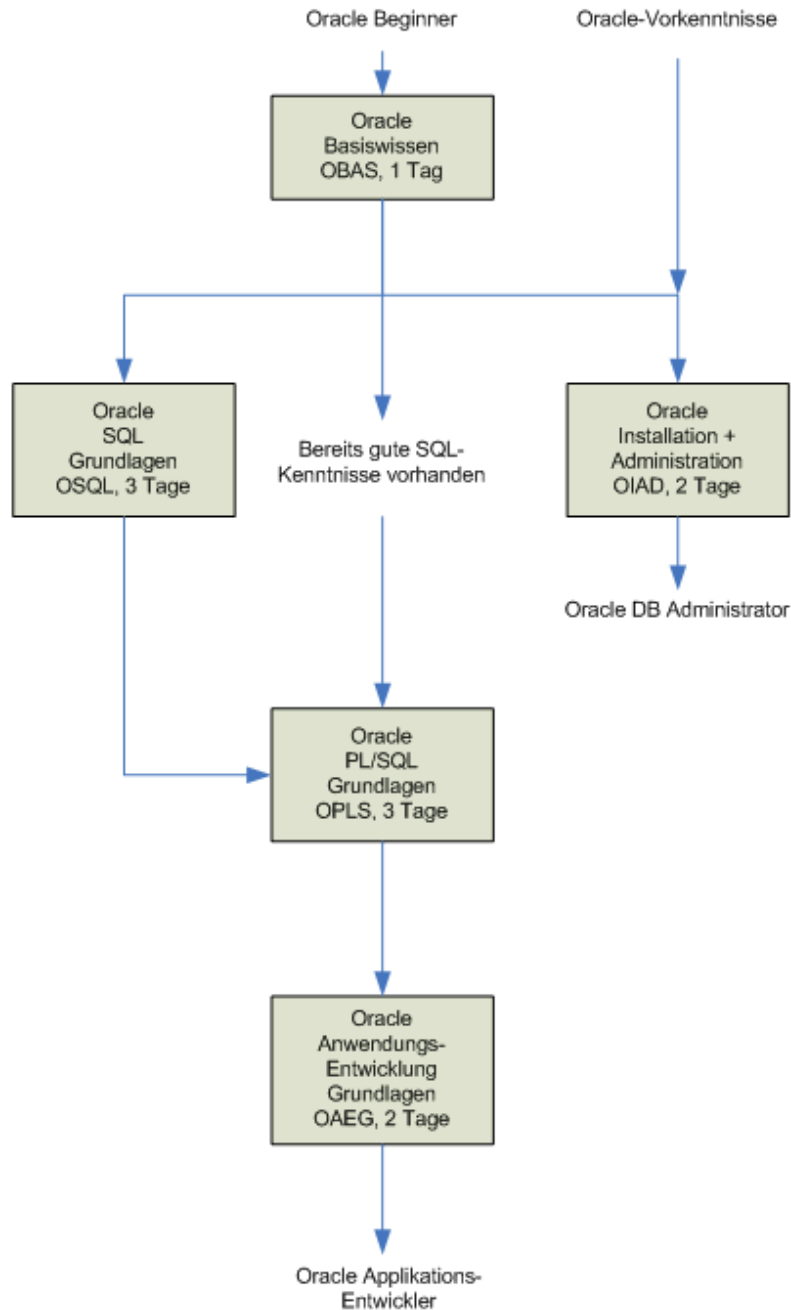 Oracle Beginner
Oracle-Vorkenntnisse
Oracle
Basiswissen
OBAS, 1 Tag
Oracle
SQL
Grundlagen
OSQL, 3 Tage
Bereits gute SQL-
Kenntnisse vorhanden
Oracle
Installation +
Administration
OIAD, 2 Tage
Oracle DB Administrator
Oracle
PL/SQL
Grundlagen
OPLS, 3 Tage
Oracle
Anwendungs-
Entwicklung
Grundlagen
OAEG, 2 Tage
Oracle Applikations-
Entwickler